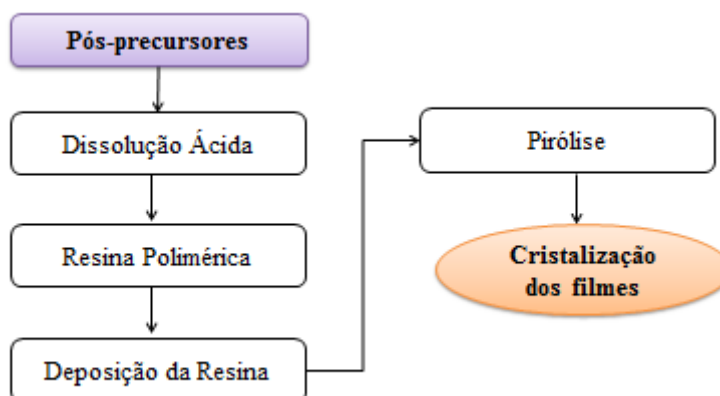 Pós-precursores
Dissolução Ácida
Resina Polimérica
Deposição da Resina
Pirólise
Cristalização
dos filmes